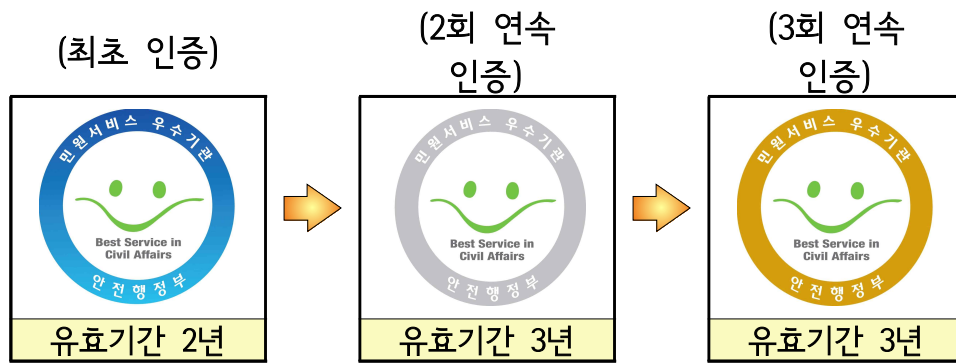 (최초 인증)
(2회 연속
인증)
(3회 연속
인증)
민원서비스 우수기관
Best Service in
Civil Affairs
안전행정부
유효기간 2년
민원서비스 우수기관
Best Service in
Civil Affairs
안전행정부
유효기간 3년
민원서비스 우수기관
Best Service in
Civil Affairs
안전행정부
유효기간 3년